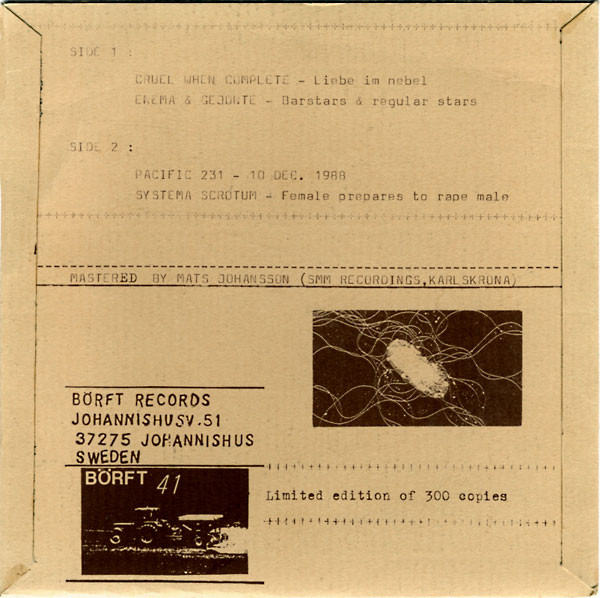 SIDE 1 :
CRUEL WHEN COMPLETE - Liebe im nebel
ENEMA & GEJONTE - Barstars & regular stars
SIDE 2 :
PACIFIC 231 - 10 DEC. 1988
SYSTEMA SCROTUM - Female prepares to rape male
MASTERED BY MATS JOHANSSON (SMM RECORDINGS,KARLSKRONA)
BÖRFT RECORDS
JOHANNISHUSV.51
37275 JOHANNISHUS
SWEDEN
BÖRFT 41
Limited edition of 300 copies